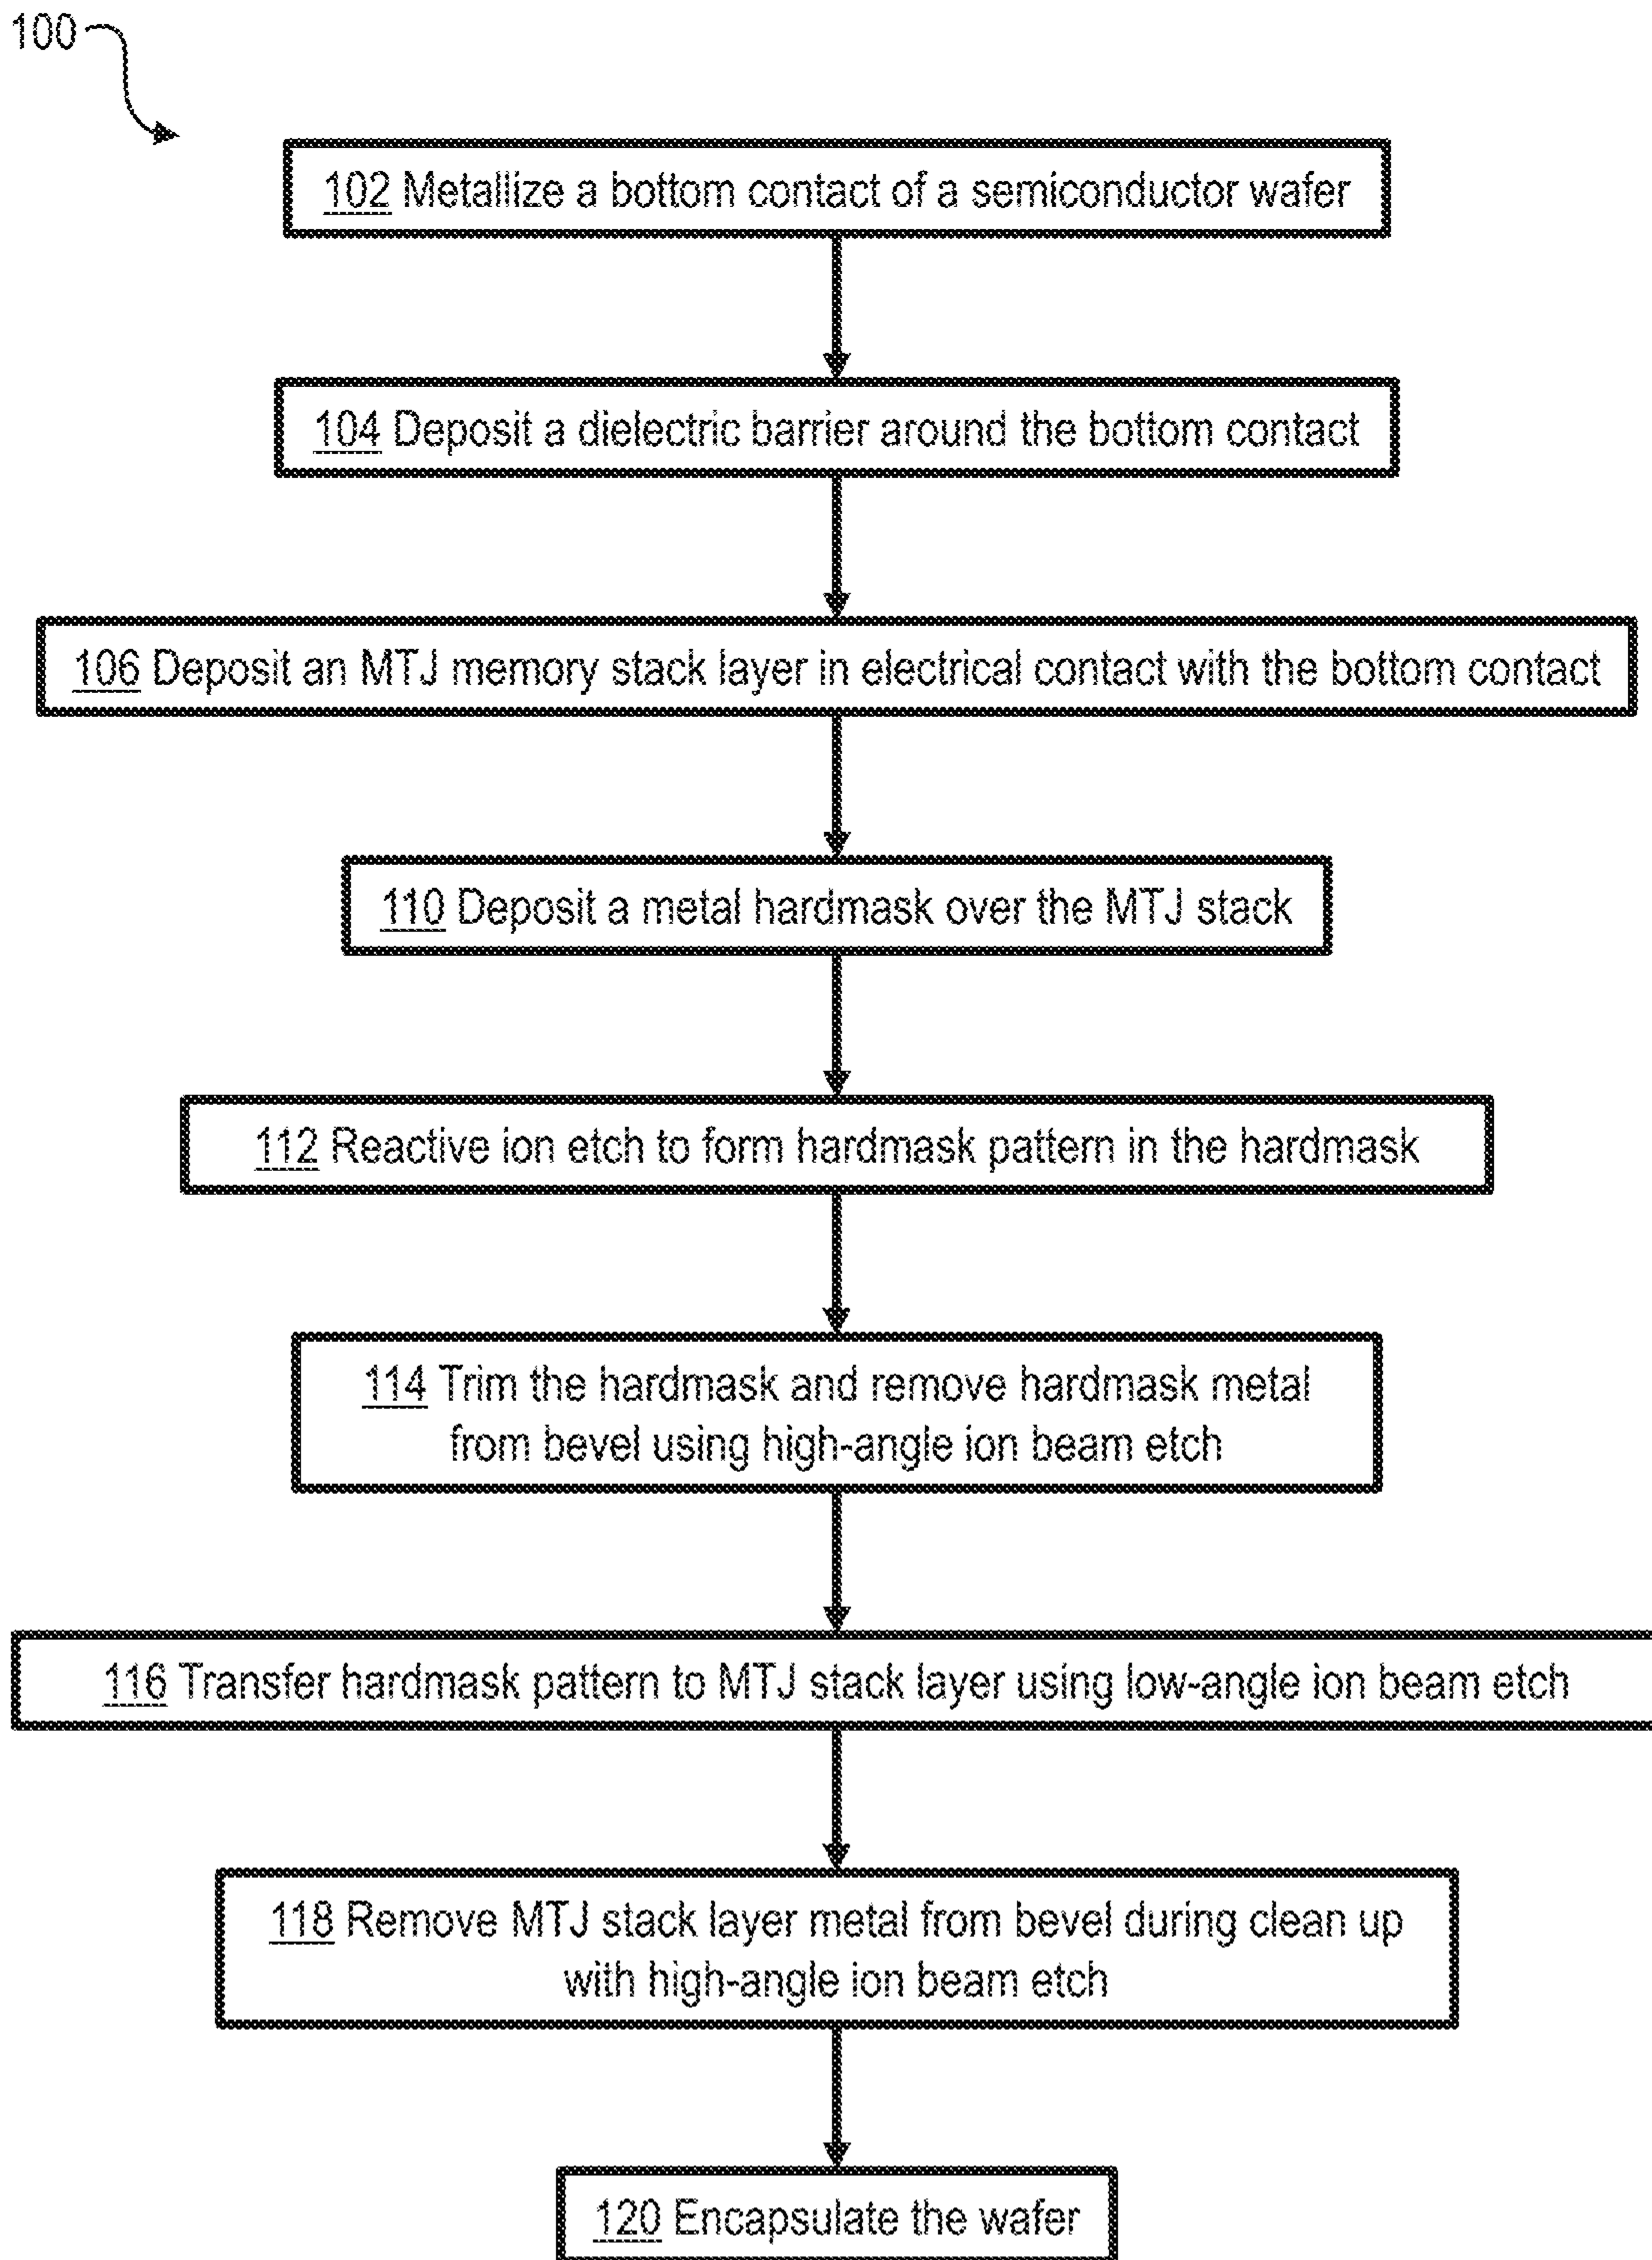 100
102 Metallize a bottom contact of a semiconductor wafer
104 Deposit a dielectric barrier around the bottom contact
106 Deposit an MTJ memory stack layer in electrical contact with the bottom contact
110 Deposit a metal hardmask over the MTJ stack
112 Reactive ion etch to form hardmask pattern in the hardmask
114 Trim the hardmask and remove hardmask metal
from bevel using high-angle ion beam etch
116 Transfer hardmask pattern to MTJ stack layer using low-angle ion beam etch
118 Remove MTJ stack layer metal from bevel during clean up
with high-angle ion beam etch
120 Encapsulate the wafer